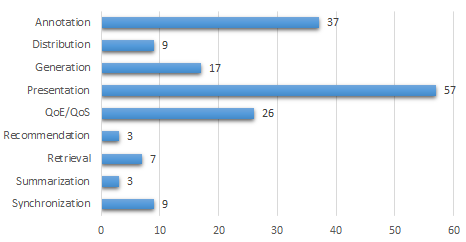 Annotation 37
Distribution 9
Generation 17
Presentation 57
QoE/QoS 26
Recommendation 3
Retrieval 7
Summarization 3
Synchronization 9
0 10 20 30 40 50 60